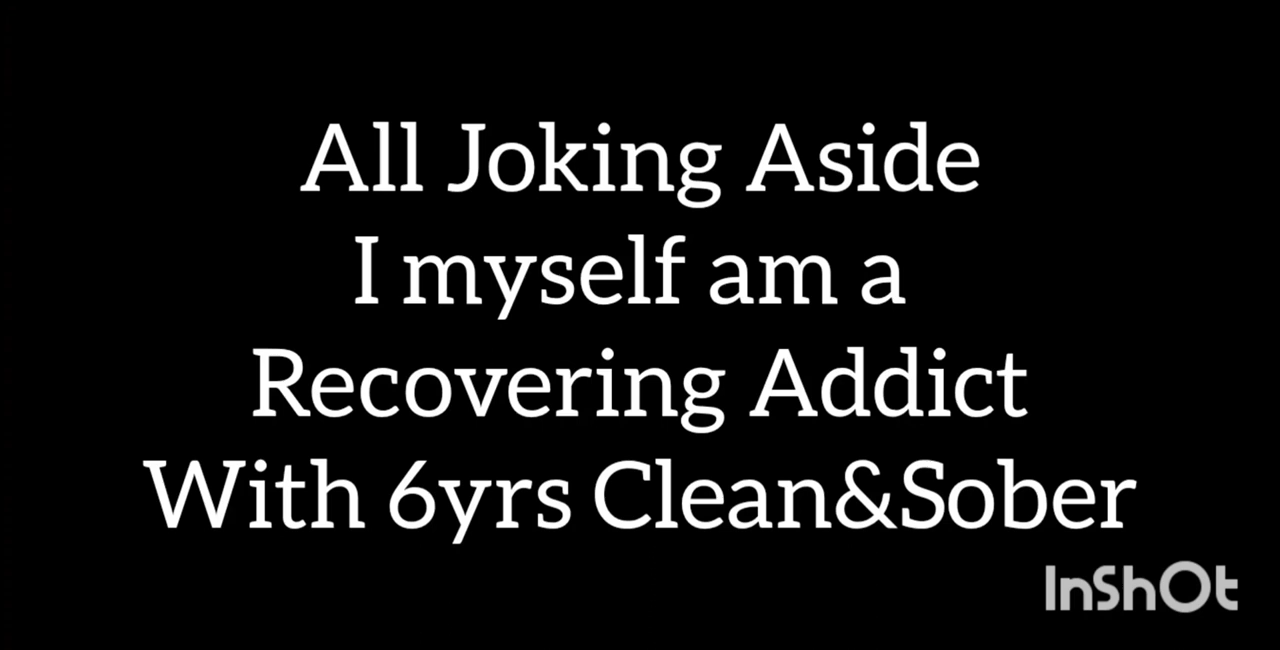 All Joking Aside
I myself am a
Recovering Addict
With 6yrs Clean&Sober
InShOt